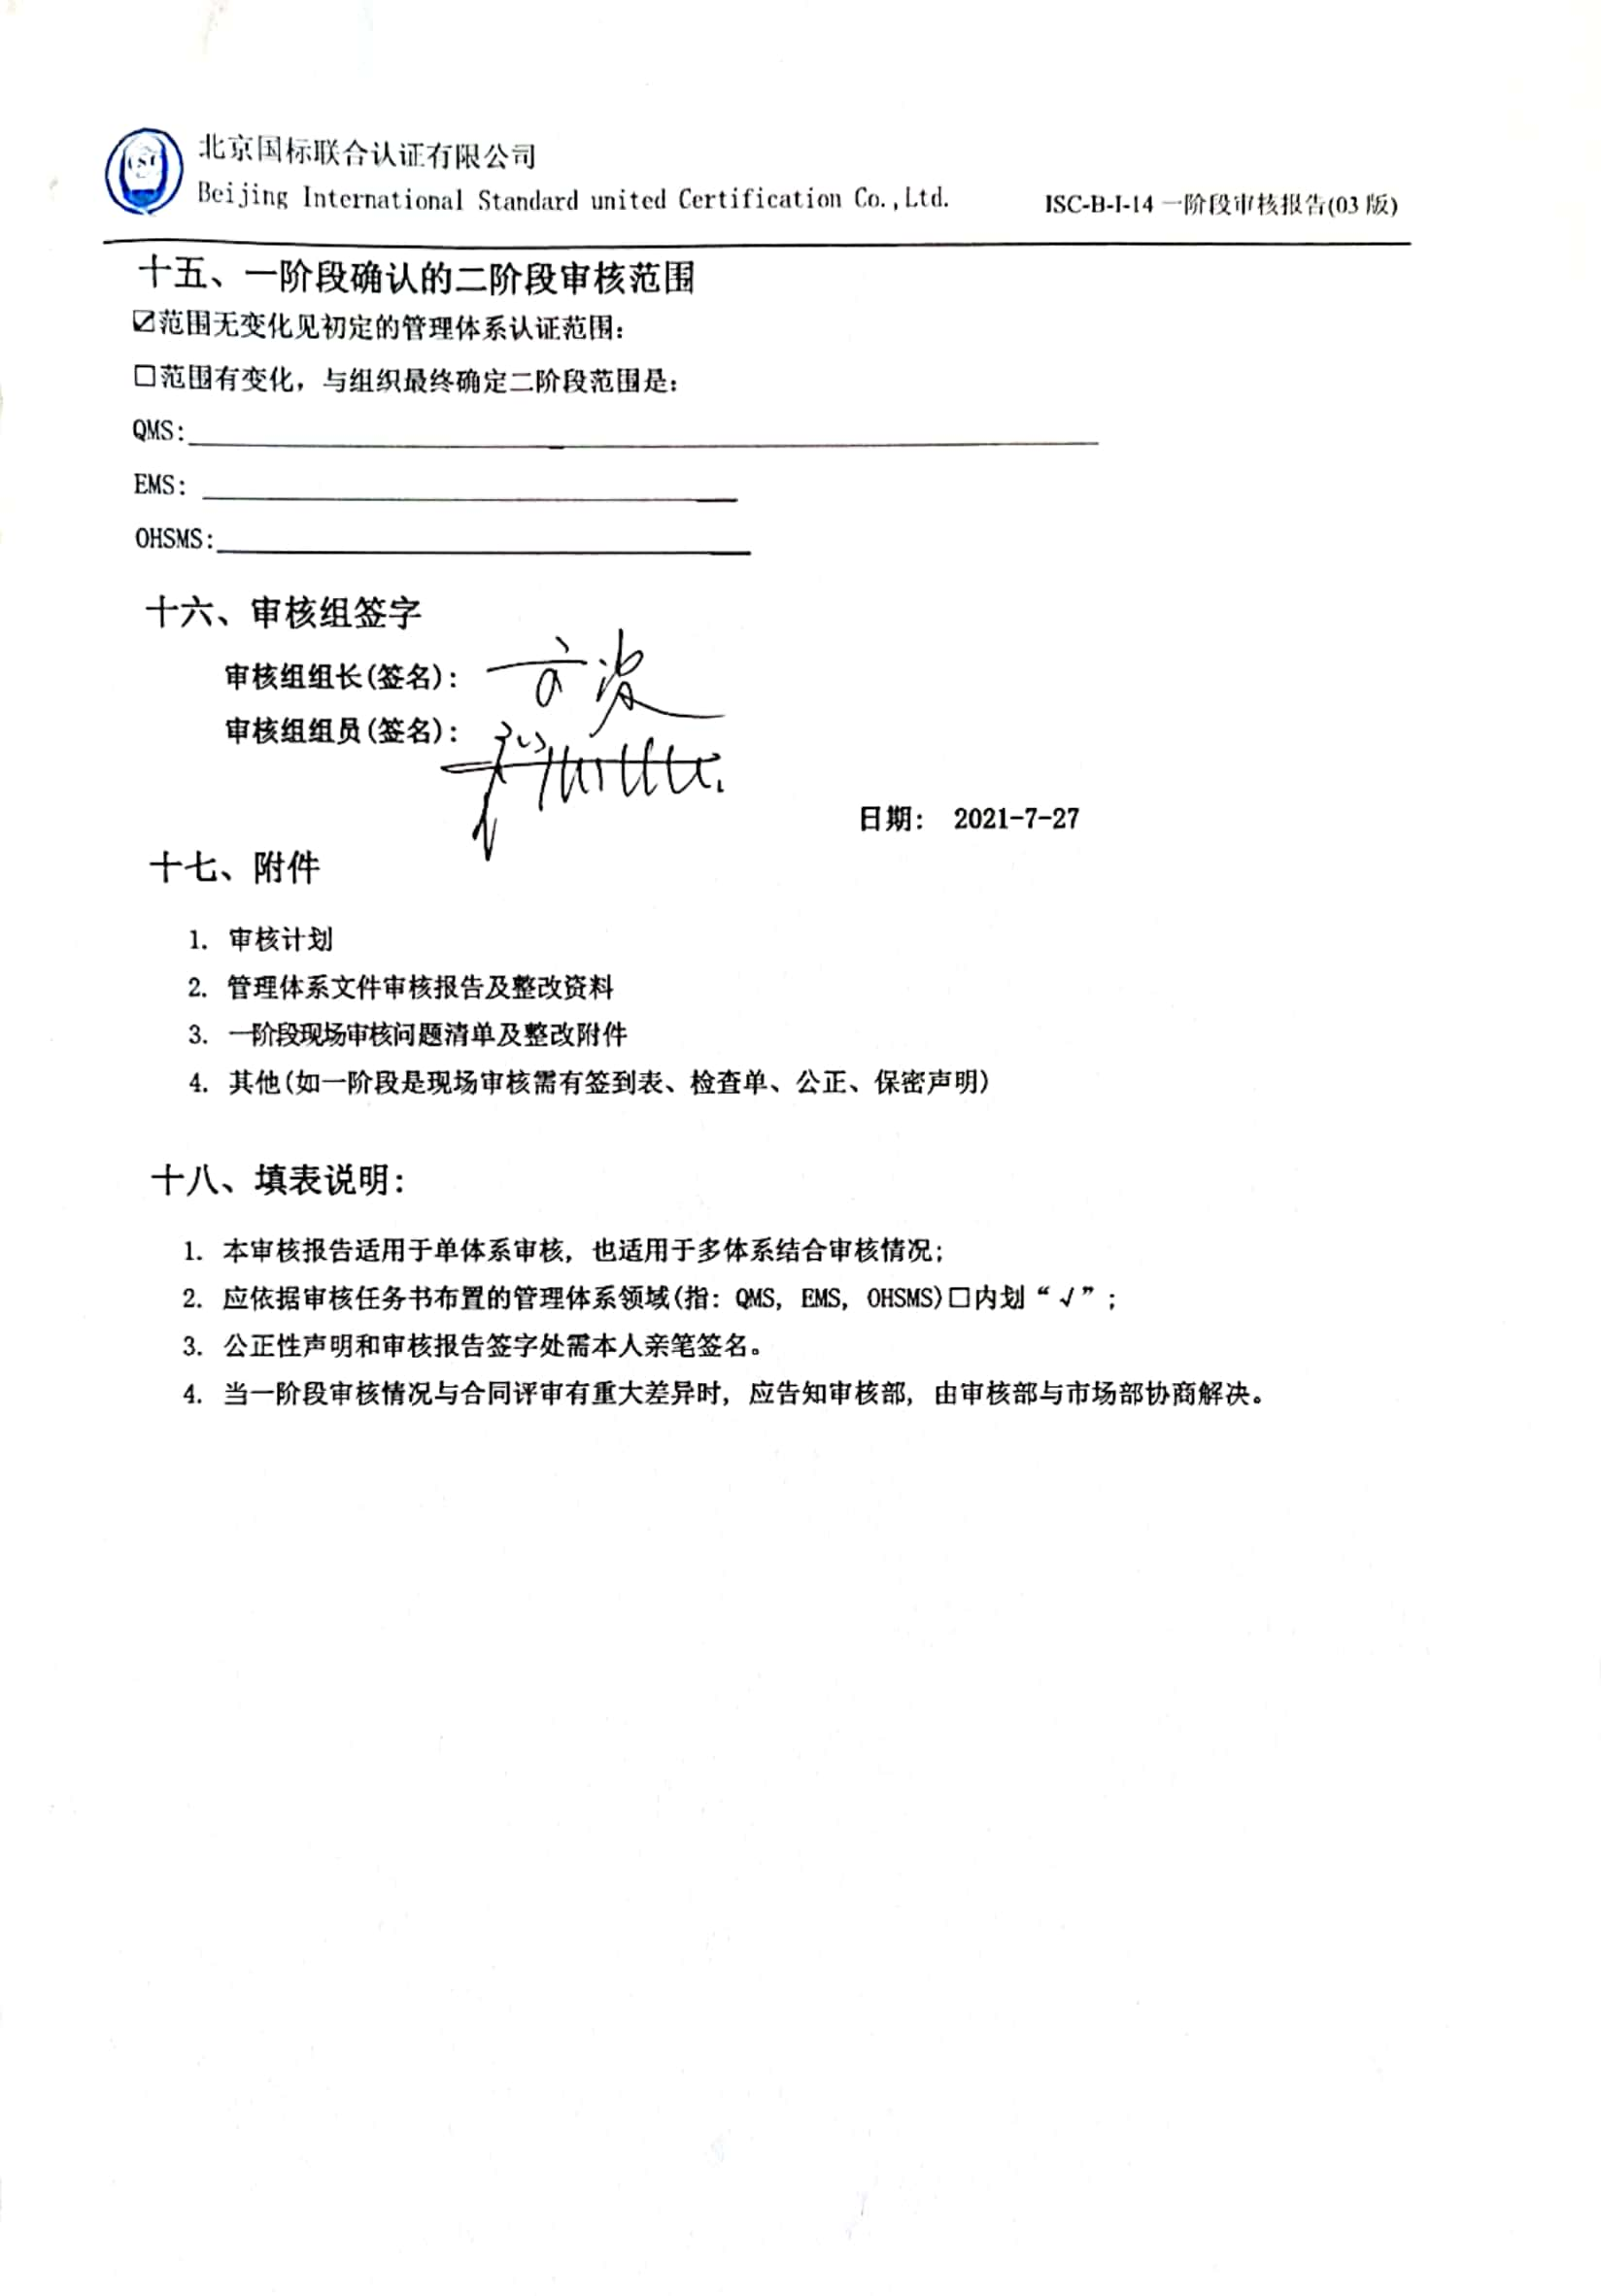 北京国标联合认证有限公司
Beijing International Standard united Certification Co.,Ltd.
ISC-B-I-14 一阶段审核报告(03 版)
十五、一阶段确认的二阶段审核范围
☑范围无变化见初定的管理体系认证范围：
□范围有变化，与组织最终确定二阶段范围是：
QMS：
EMS：
OHSMS：
十六、审核组签字
审核组组长(签名)：
审核组组员(签名)：
日期： 2021-7-27
十七、附件
1. 审核计划
2. 管理体系文件审核报告及整改资料
3. 一阶段现场审核问题清单及整改附件
4. 其他(如一阶段是现场审核需有签到表、检查单、公正、保密声明)
十八、填表说明：
1. 本审核报告适用于单体系审核，也适用于多体系结合审核情况；
2. 应依据审核任务书布置的管理体系领域(指：QMS，EMS，OHSMS)□内划“√”；
3. 公正性声明和审核报告签字处需本人亲笔签名。
4. 当一阶段审核情况与合同评审有重大差异时，应告知审核部，由审核部与市场部协商解决。